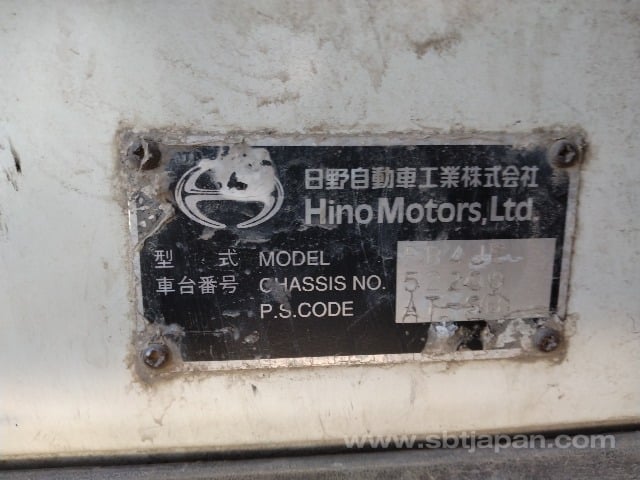 日野自動車工業株式会社
Hino Motors,Ltd.
型 式 MODEL
車台番号 CHASSIS NO.
P.S.CODE
www.sbtjapan.com